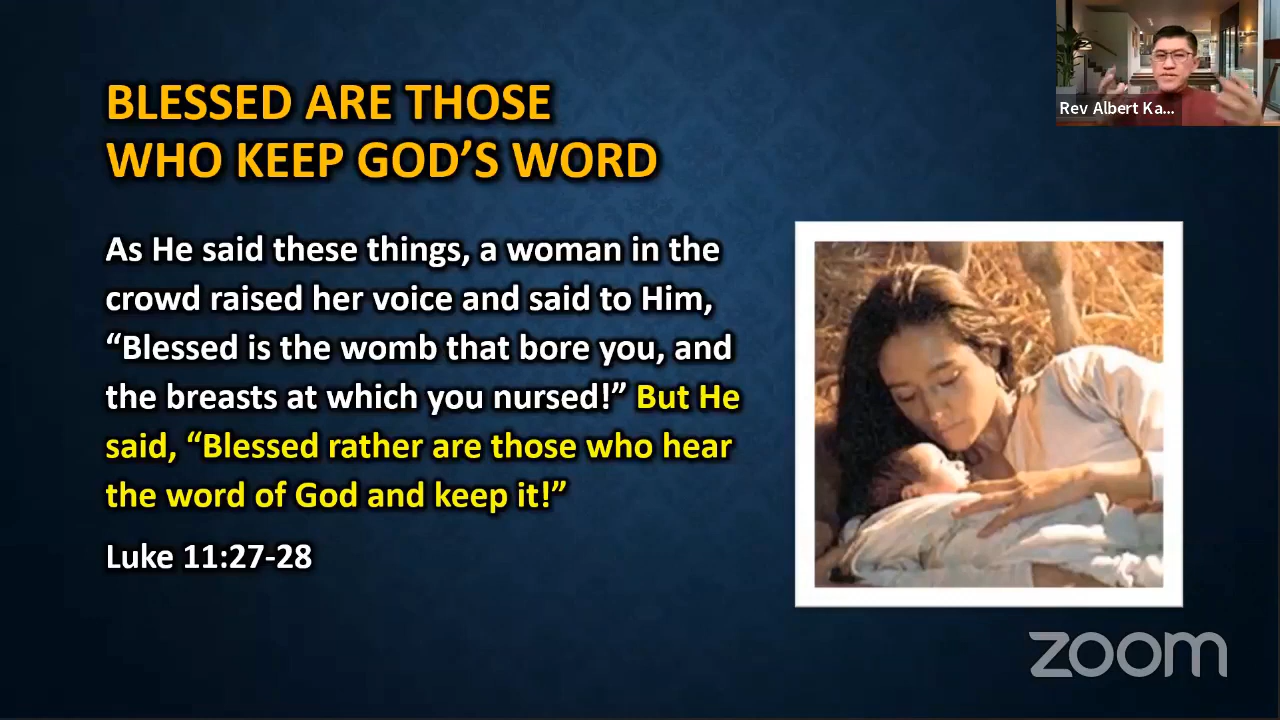 BLESSED ARE THOSE
WHO KEEP GOD’S WORD
As He said these things, a woman in the
crowd raised her voice and said to Him,
“Blessed is the womb that bore you, and
the breasts at which you nursed!” But He
said, “Blessed rather are those who hear
the word of God and keep it!”
Luke 11:27-28
Rev Albert Ka...
zoom